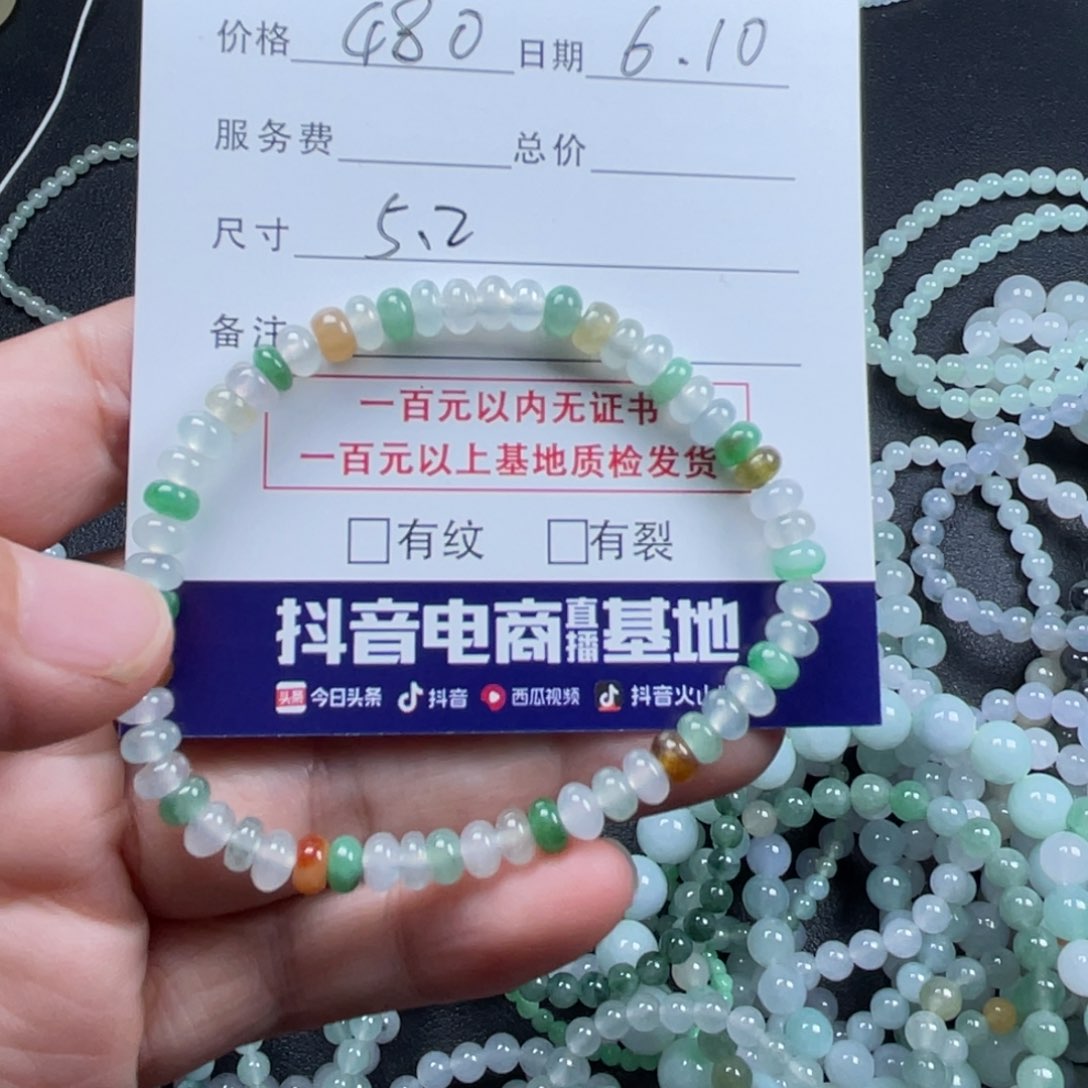 价格 480 日期 6.10
服务费 总价
尺寸 5.2
备注
一百元以内无证书
一百元以上基地质检发货
有纹 有裂
抖音电商直播基地
头条 今日头条 抖音 西瓜视频 抖音火山